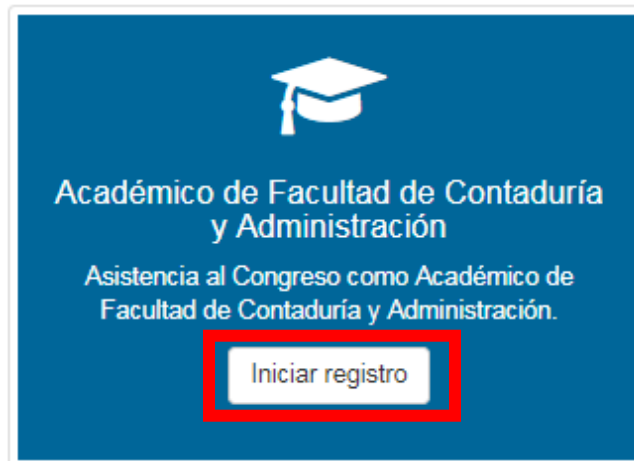 Académico de Facultad de Contaduría
y Administración
Asistencia al Congreso como Académico de
Facultad de Contaduría y Administración.
Iniciar registro